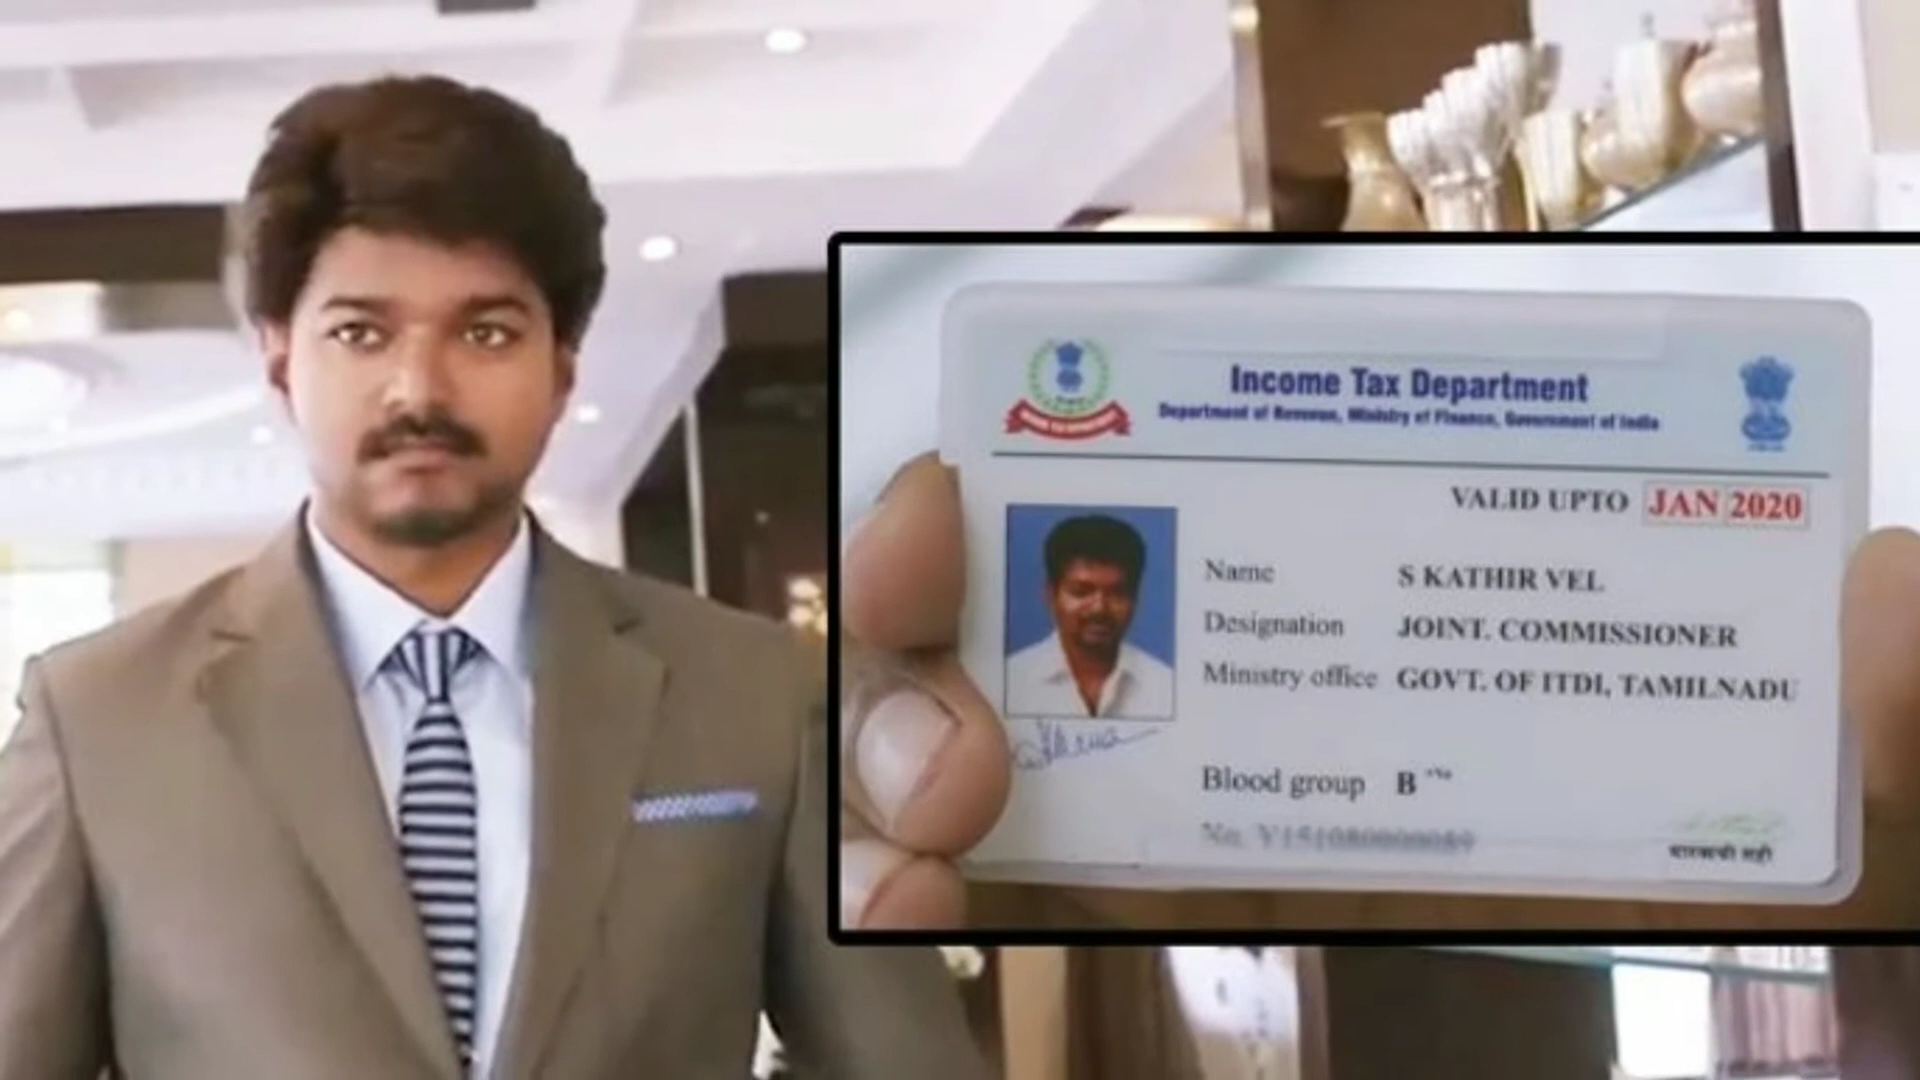 Income Tax Department
Department of Revenue, Ministry of Finance, Government of India
VALID UPTO JAN 2020
Name S KATHIR VEL
Designation JOINT. COMMISSIONER
Ministry office GOVT. OF ITDI, TAMILNADU
Blood group B
No.